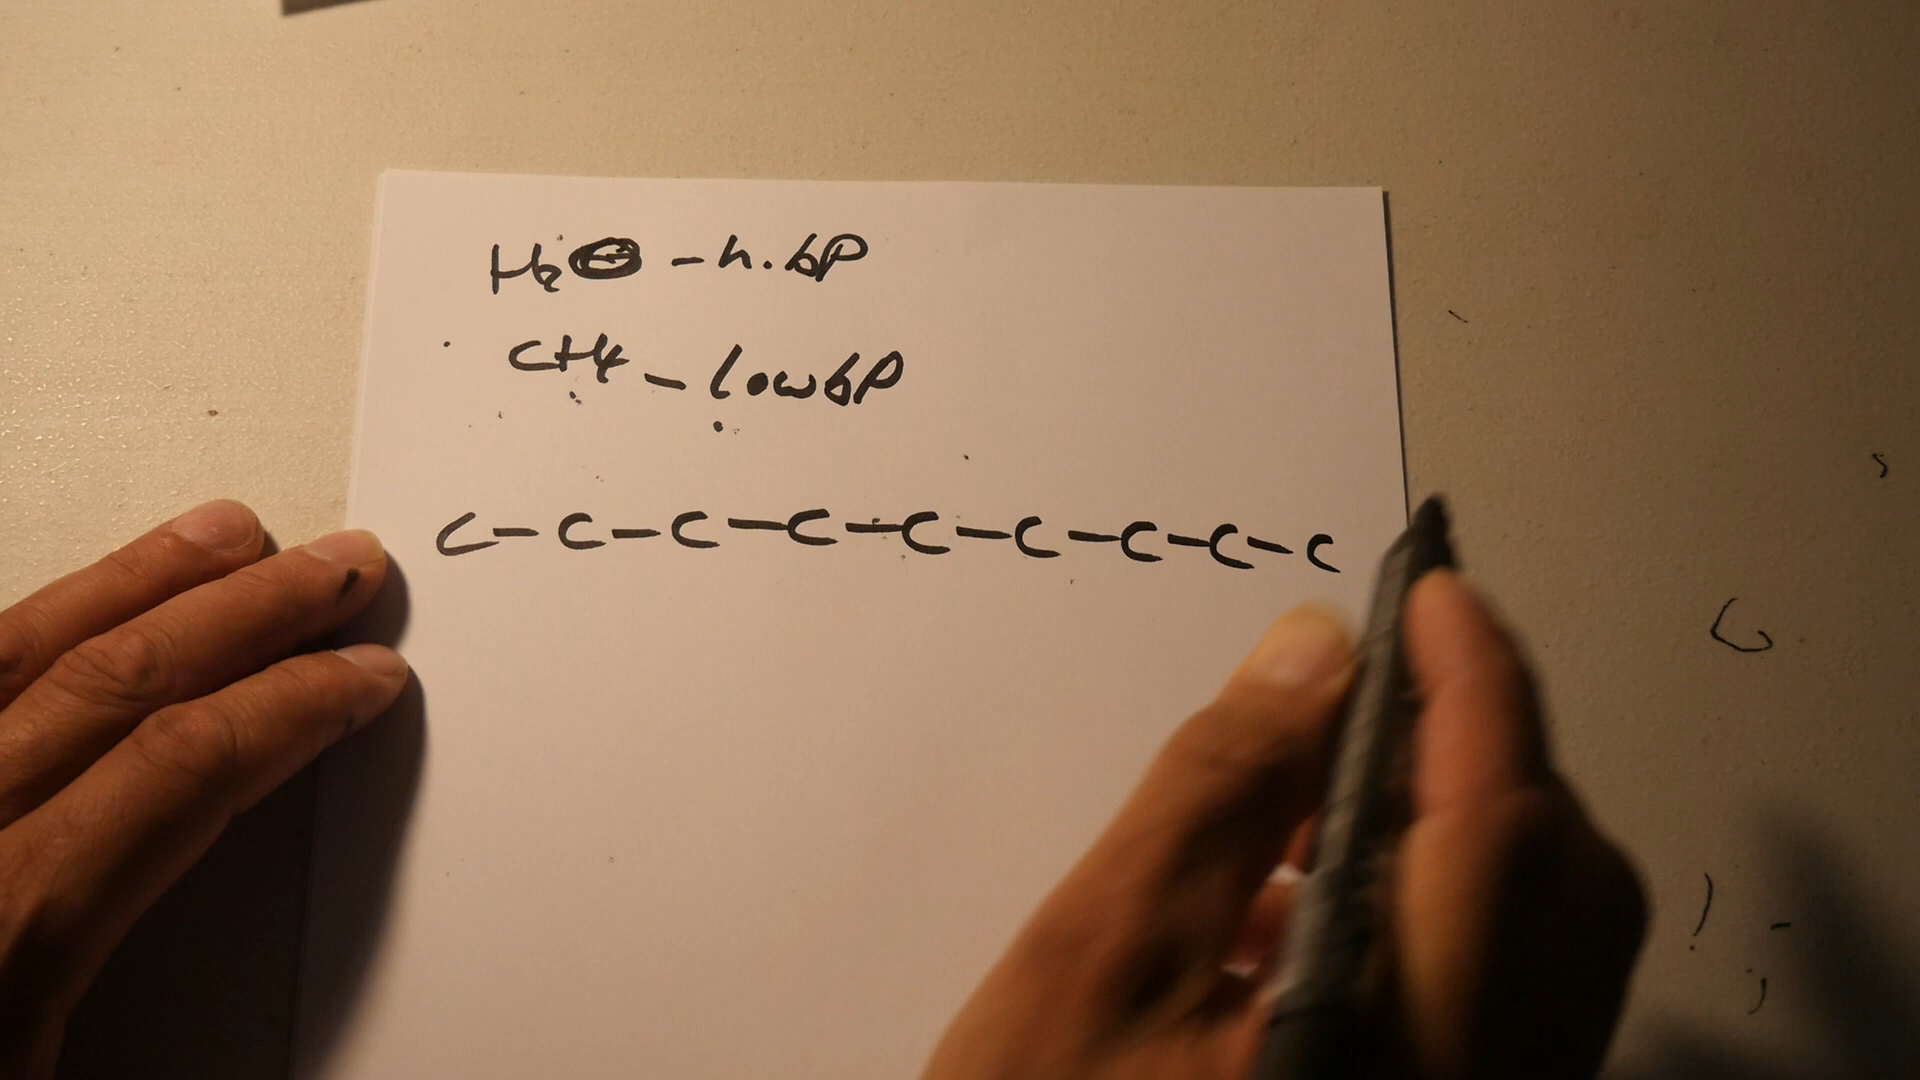 H₂O - h.bP
CH4 - low bP
C-C-C-C-C-C-C-C-C